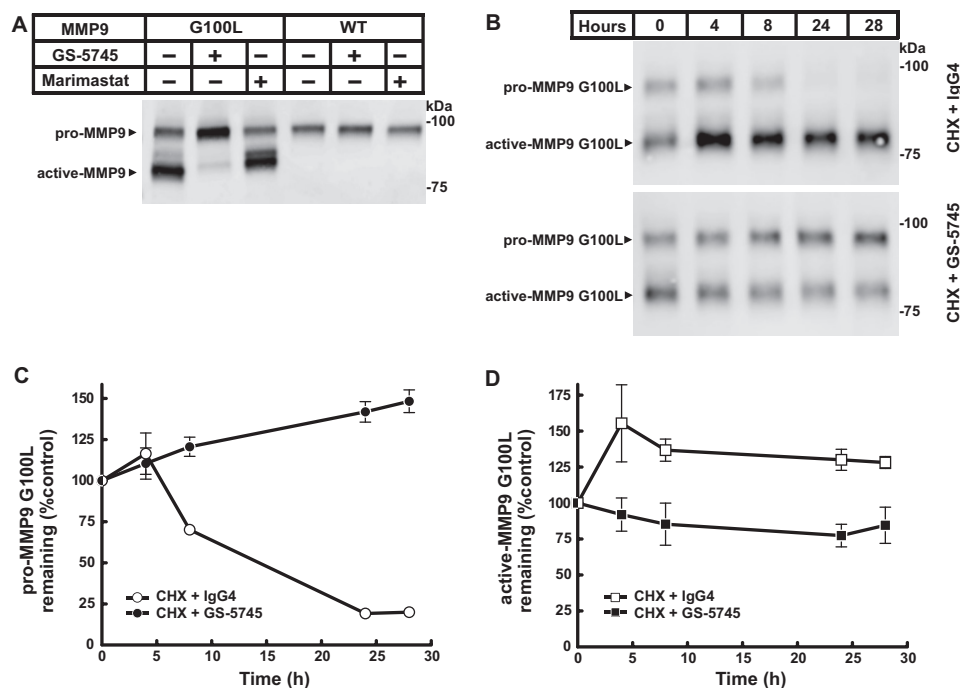 A
MMP9 G100L WT
GS-5745 – + – – + –
Marimastat – – + – – +
kDa
pro-MMP9 -100
active-MMP9
-75
B
Hours 0 4 8 24 28
kDa
pro-MMP9 G100L -100
active-MMP9 G100L
-75
CHX + IgG4
pro-MMP9 G100L -100
active-MMP9 G100L
-75
CHX + GS-5745
C
pro-MMP9 G100L
remaining (%control)
150
125
100
75
50
25
0
CHX + IgG4
CHX + GS-5745
0 5 10 15 20 25 30
Time (h)
D
active-MMP9 G100L
remaining (%control)
175
150
125
100
75
50
25
0
CHX + IgG4
CHX + GS-5745
0 5 10 15 20 25 30
Time (h)